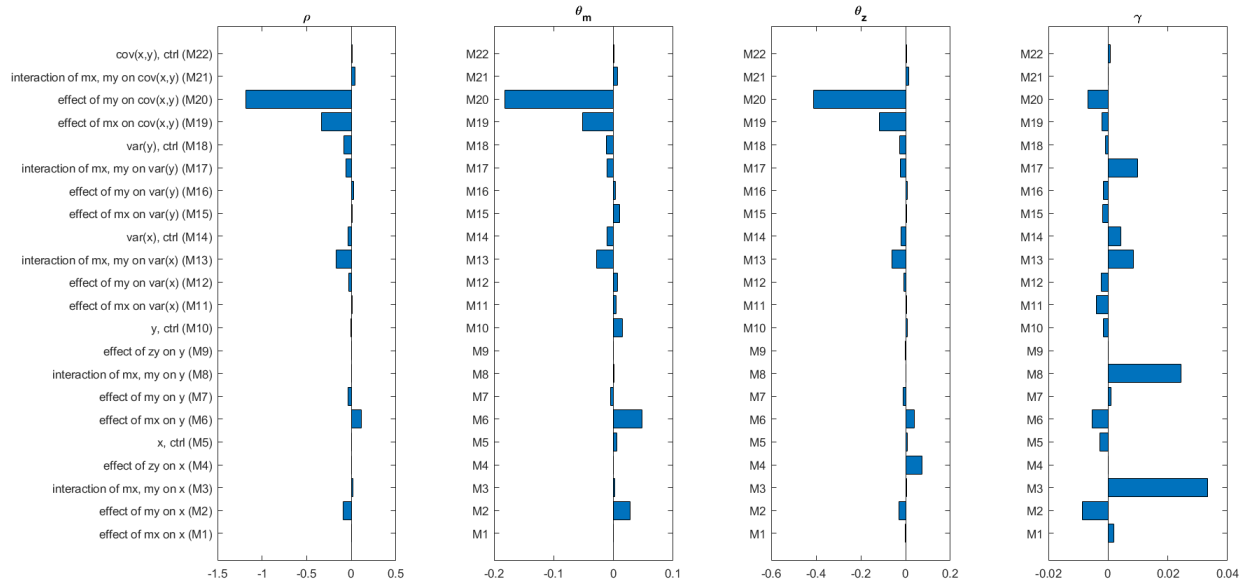 ρ
cov(x,y), ctrl (M22)
interaction of mx, my on cov(x,y) (M21)
effect of my on cov(x,y) (M20)
effect of mx on cov(x,y) (M19)
var(y), ctrl (M18)
interaction of mx, my on var(y) (M17)
effect of my on var(y) (M16)
effect of mx on var(y) (M15)
var(x), ctrl (M14)
interaction of mx, my on var(x) (M13)
effect of my on var(x) (M12)
effect of mx on var(x) (M11)
y, ctrl (M10)
effect of zy on y (M9)
interaction of mx, my on y (M8)
effect of my on y (M7)
effect of mx on y (M6)
x, ctrl (M5)
effect of zy on x (M4)
interaction of mx, my on x (M3)
effect of my on x (M2)
effect of mx on x (M1)
-1.5 -1 -0.5 0 0.5
θm
M22
M21
M20
M19
M18
M17
M16
M15
M14
M13
M12
M11
M10
M9
M8
M7
M6
M5
M4
M3
M2
M1
-0.2 -0.1 0 0.1
θz
M22
M21
M20
M19
M18
M17
M16
M15
M14
M13
M12
M11
M10
M9
M8
M7
M6
M5
M4
M3
M2
M1
-0.6 -0.4 -0.2 0 0.2
γ
M22
M21
M20
M19
M18
M17
M16
M15
M14
M13
M12
M11
M10
M9
M8
M7
M6
M5
M4
M3
M2
M1
-0.02 0 0.02 0.04